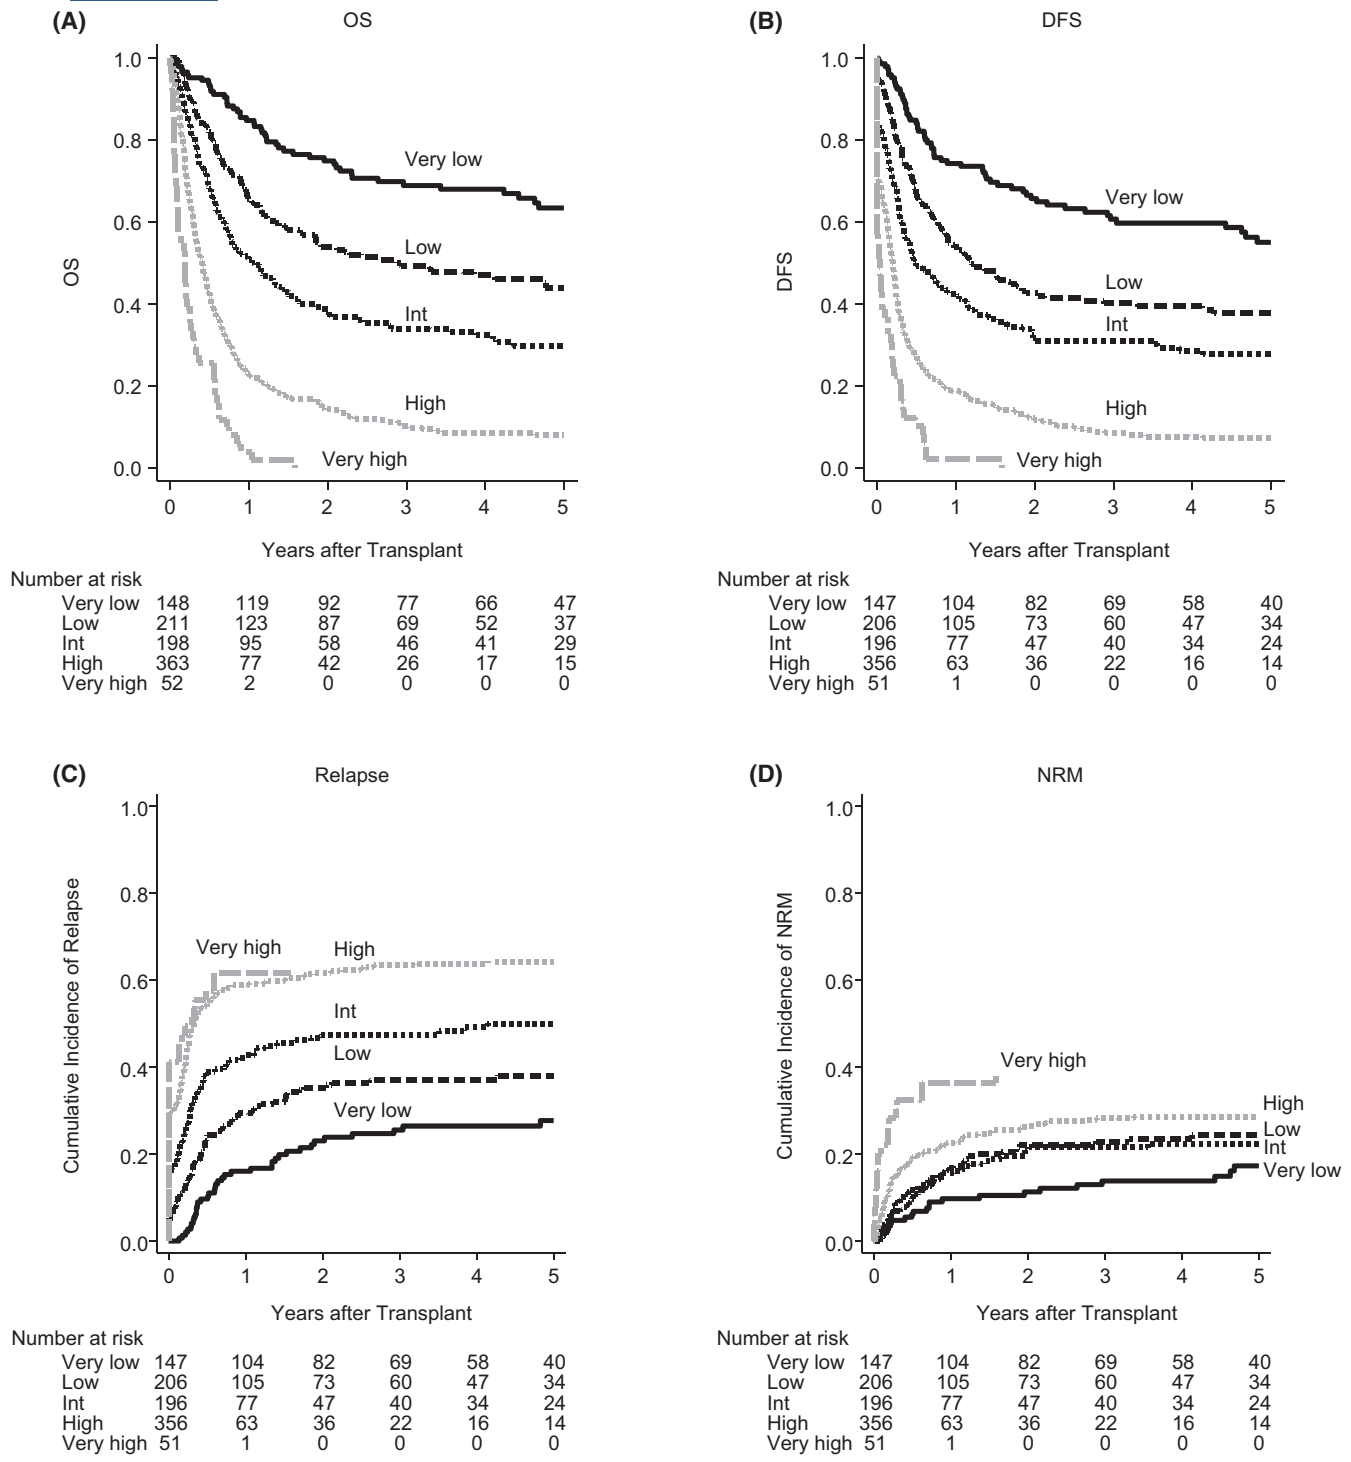 (A) OS
1.0
0.8
0.6
0.4
0.2
0.0
OS
Very low
Low
Int
High
Very high
0 1 2 3 4 5
Years after Transplant
Number at risk
Very low 148 119 92 77 66 47
Low 211 123 87 69 52 37
Int 198 95 58 46 41 29
High 363 77 42 26 17 15
Very high 52 2 0 0 0 0
(B) DFS
1.0
0.8
0.6
0.4
0.2
0.0
DFS
Very low
Low
Int
High
Very high
0 1 2 3 4 5
Years after Transplant
Number at risk
Very low 147 104 82 69 58 40
Low 206 105 73 60 47 34
Int 196 77 47 40 34 24
High 356 63 36 22 16 14
Very high 51 1 0 0 0 0
(C) Relapse
1.0
0.8
0.6
0.4
0.2
0.0
Cumulative Incidence of Relapse
Very high
High
Int
Low
Very low
0 1 2 3 4 5
Years after Transplant
Number at risk
Very low 147 104 82 69 58 40
Low 206 105 73 60 47 34
Int 196 77 47 40 34 24
High 356 63 36 22 16 14
Very high 51 1 0 0 0 0
(D) NRM
1.0
0.8
0.6
0.4
0.2
0.0
Cumulative Incidence of NRM
Very high
High
Low
Int
Very low
0 1 2 3 4 5
Years after Transplant
Number at risk
Very low 147 104 82 69 58 40
Low 206 105 73 60 47 34
Int 196 77 47 40 34 24
High 356 63 36 22 16 14
Very high 51 1 0 0 0 0